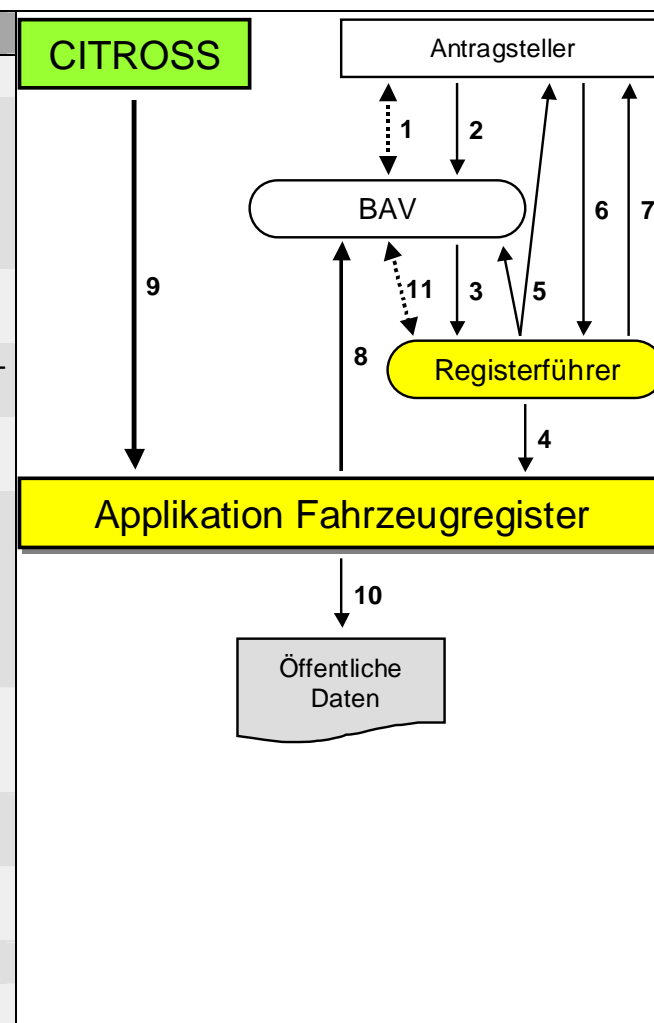 CITROSS
Antragsteller
1
2
BAV
6
7
9
11
3
5
8
Registerführer
4
Applikation Fahrzeugregister
10
Öffentliche
Daten
-